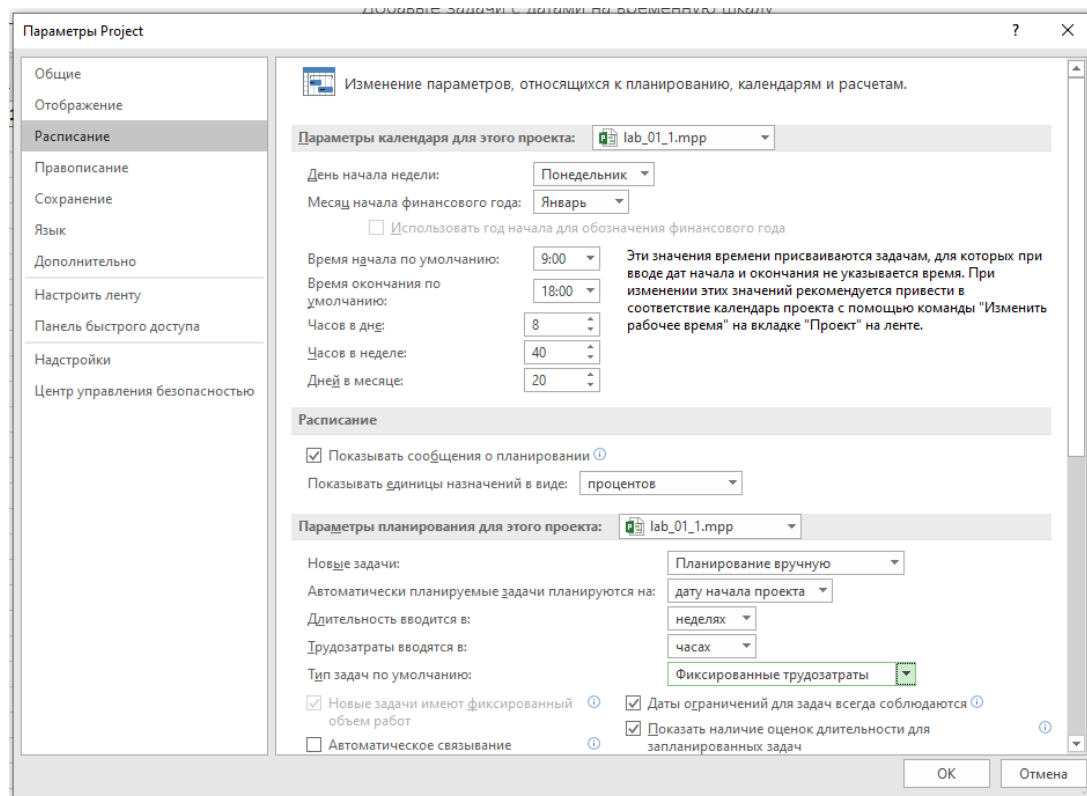 Добавьте задачи с датами на временную шкалу
Параметры Project
?
Общие
Отображение
Расписание
Правописание
Сохранение
Язык
Дополнительно
Настроить ленту
Панель быстрого доступа
Надстройки
Центр управления безопасностью
Изменение параметров, относящихся к планированию, календарям и расчетам.
Параметры календаря для этого проекта: lab_01_1.mpp
День начала недели: Понедельник
Месяц начала финансового года: Январь
Использовать год начала для обозначения финансового года
Время начала по умолчанию: 9:00
Время окончания по
умолчанию: 18:00
Часов в дне: 8
Часов в неделе: 40
Дней в месяце: 20
Эти значения времени присваиваются задачам, для которых при
вводе дат начала и окончания не указывается время. При
изменении этих значений рекомендуется привести в
соответствие календарь проекта с помощью команды "Изменить
рабочее время" на вкладке "Проект" на ленте.
Расписание
Показывать сообщения о планировании
Показывать единицы назначений в виде: процентов
Параметры планирования для этого проекта: lab_01_1.mpp
Новые задачи: Планирование вручную
Автоматически планируемые задачи планируются на: дату начала проекта
Длительность вводится в: неделях
Трудозатраты вводятся в: часах
Тип задач по умолчанию: Фиксированные трудозатраты
Новые задачи имеют фиксированный
объем работ
Автоматическое связывание
Даты ограничений для задач всегда соблюдаются
Показать наличие оценок длительности для
запланированных задач
ОК
Отмена